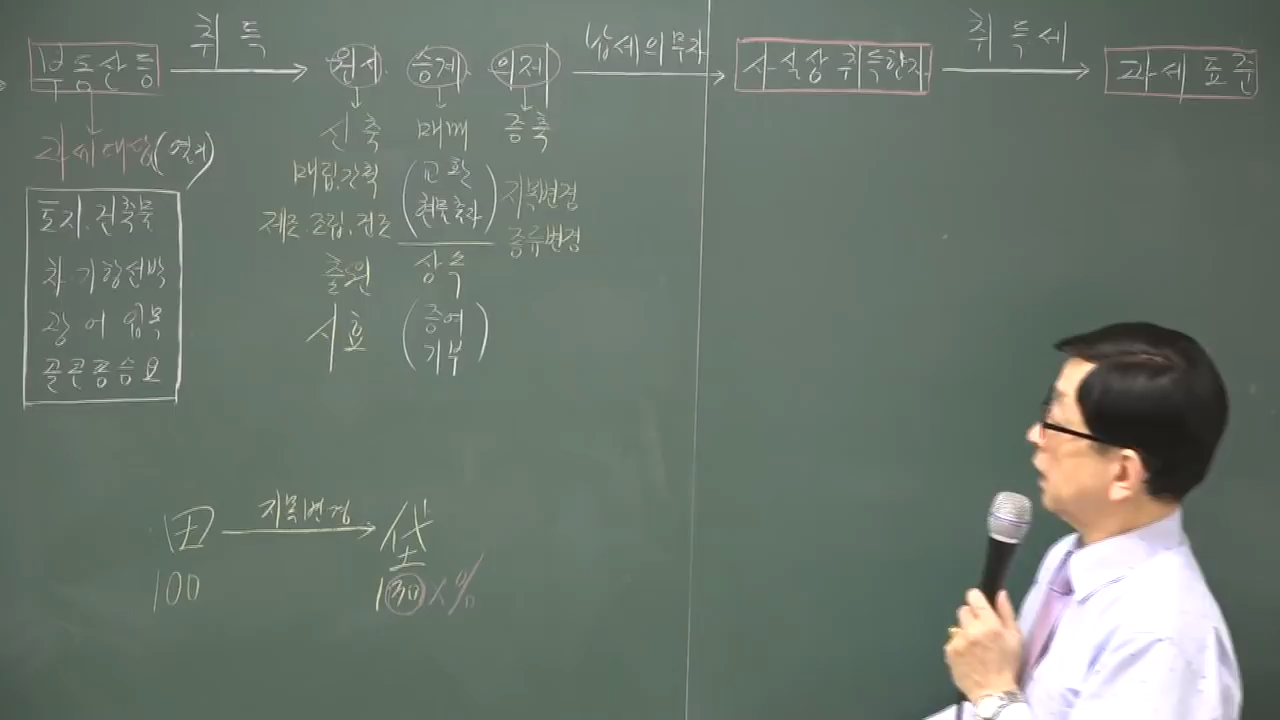 부동산등 취득 원시 승계 의제 납세의무자 사실상 취득한자 취득세 과세표준
과세대상(열거)
토지.건축물
차.기항선박
광 어 입목
골콘종승요
신축
매립.간척
제조.조립.건조
출원
시효
매매
(교환
현물출자)
상속
(증여
기부)
증축
지목변경
종류변경
田 지목변경 垈
100 130 x %